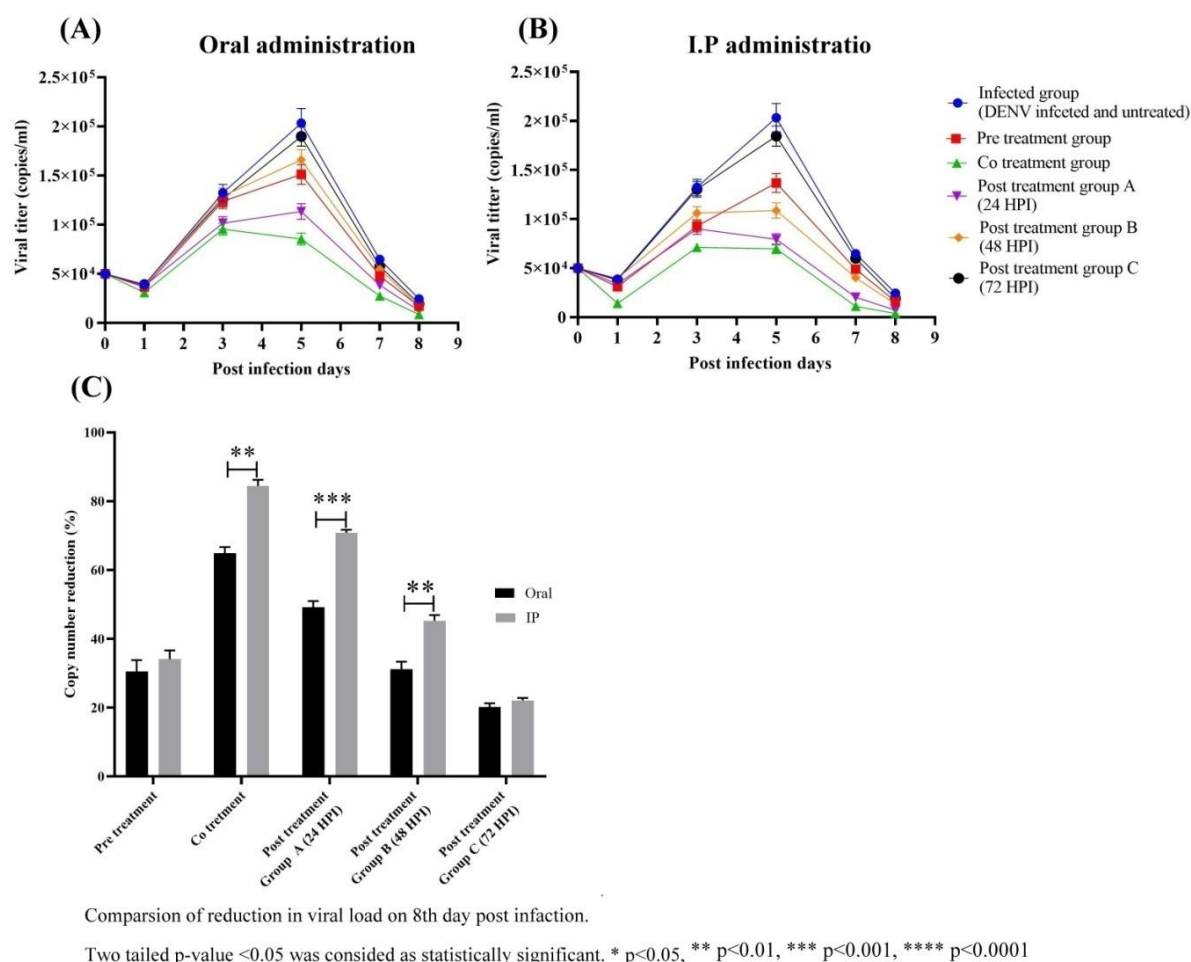 (A)
Oral administration
2.5×10⁵
2×10⁵
1.5×10⁵
1×10⁵
5×10⁴
0
Viral titer (copies/ml)
0 1 2 3 4 5 6 7 8 9
Post infection days
(B)
I.P administratio
2.5×10⁵
2×10⁵
1.5×10⁵
1×10⁵
5×10⁴
0
Viral titer (copies/ml)
0 1 2 3 4 5 6 7 8 9
Post infection days
Infected group
(DENV infceted and untreated)
Pre treatment group
Co treatment group
Post treatment group A
(24 HPI)
Post treatment group B
(48 HPI)
Post treatment group C
(72 HPI)
(C)
100
80
60
40
20
0
Copy number reduction (%)
**
***
**
Oral
IP
Pre treatment
Co tretment
Post treatment
Group A (24 HPI)
Post treatment
Group B (48 HPI)
Post treatment
Group C (72 HPI)
Comparsion of reduction in viral load on 8th day post infaction.
Two tailed p-value <0.05 was consided as statistically significant. * p<0.05, ** p<0.01, *** p<0.001, **** p<0.0001